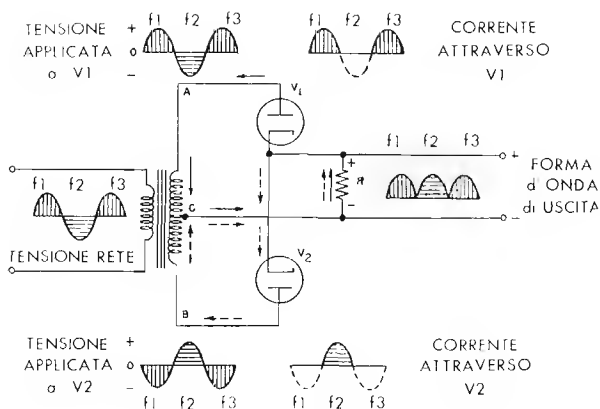 TENSIONE
APPLICATA
a V1
+
o
−
f1 f2 f3
f1 f2 f3
CORRENTE
ATTRAVERSO
V1
A
V1
f1 f2 f3
TENSIONE RETE
C
+
R
−
f1 f2 f3
+
−
FORMA
d'ONDA
di USCITA
V2
B
TENSIONE
APPLICATA
a V2
+
o
−
f1 f2 f3
f1 f2 f3
CORRENTE
ATTRAVERSO
V2